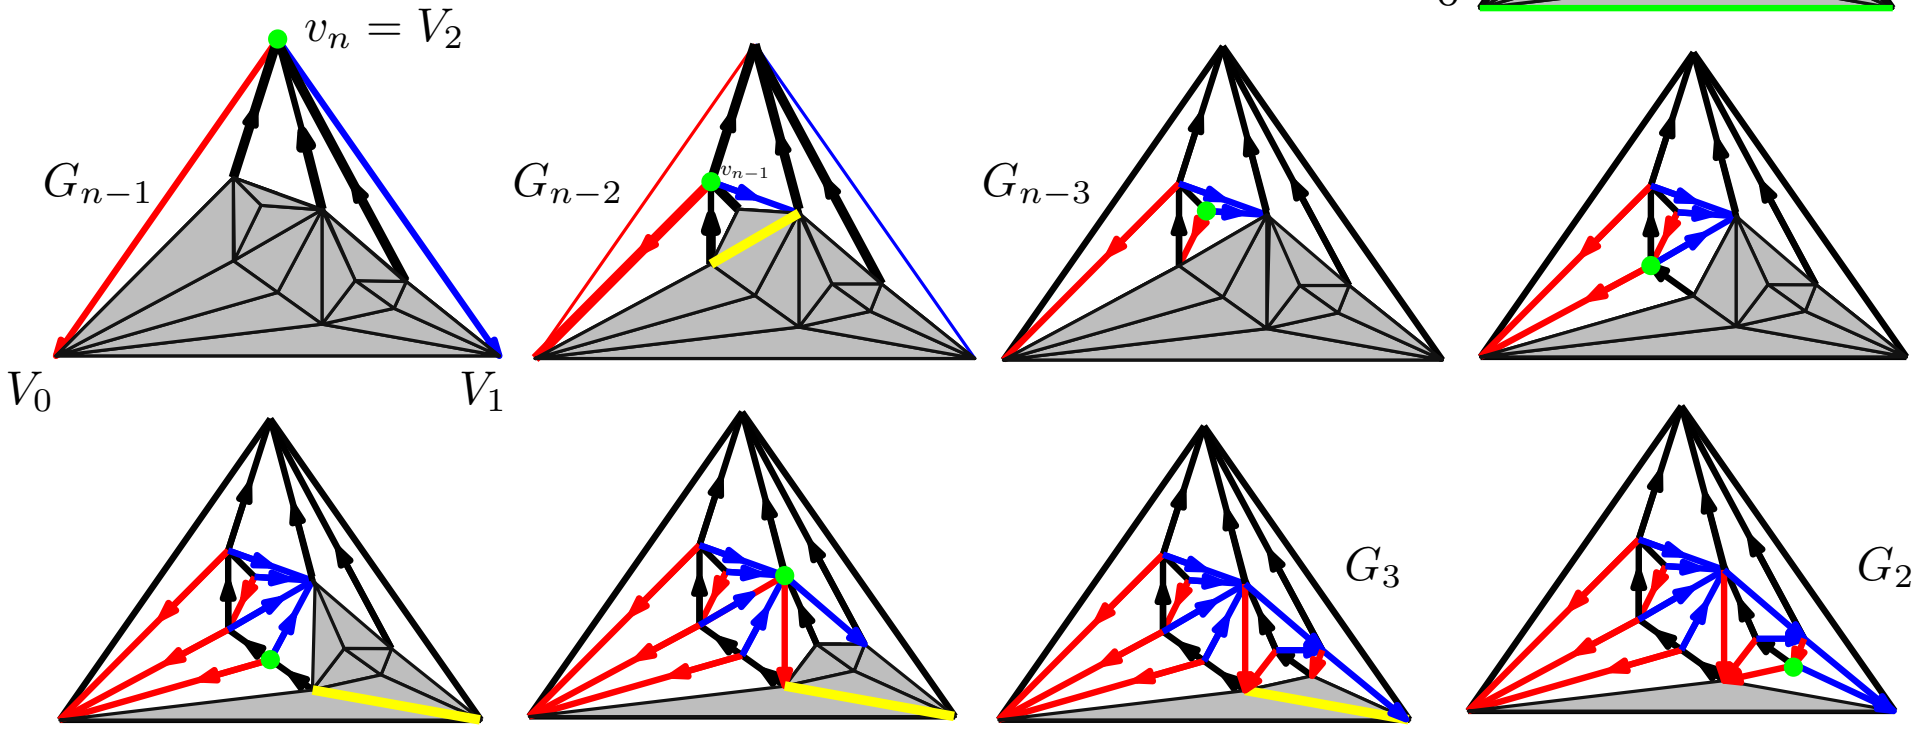 v_n = V_2
G_{n-1}
v_{n-1}
G_{n-2}
G_{n-3}
V_0
V_1
G_3
G_2